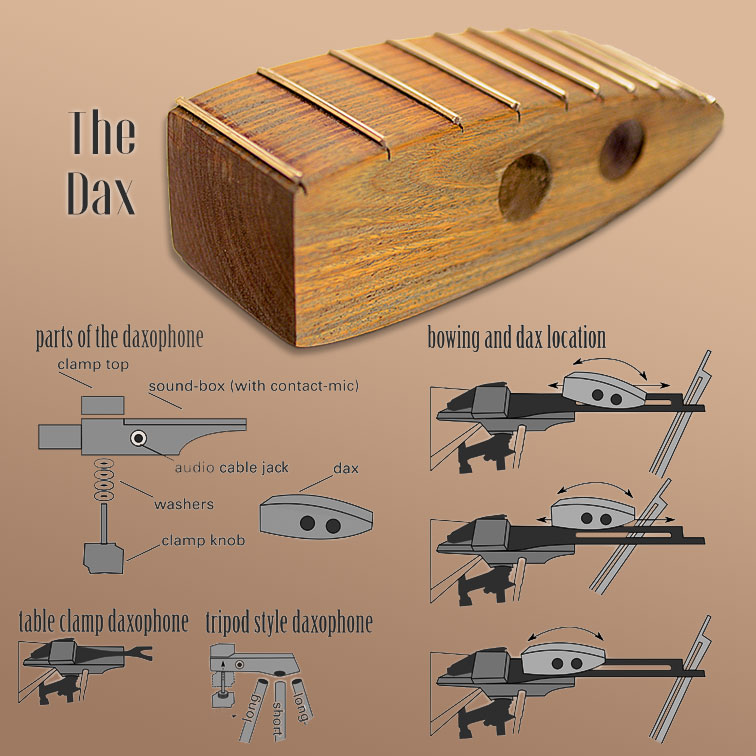 The
Dax
parts of the daxophone
clamp top
sound-box (with contact-mic)
audio cable jack
dax
washers
clamp knob
bowing and dax location
table clamp daxophone
tripod style daxophone
long
short
long